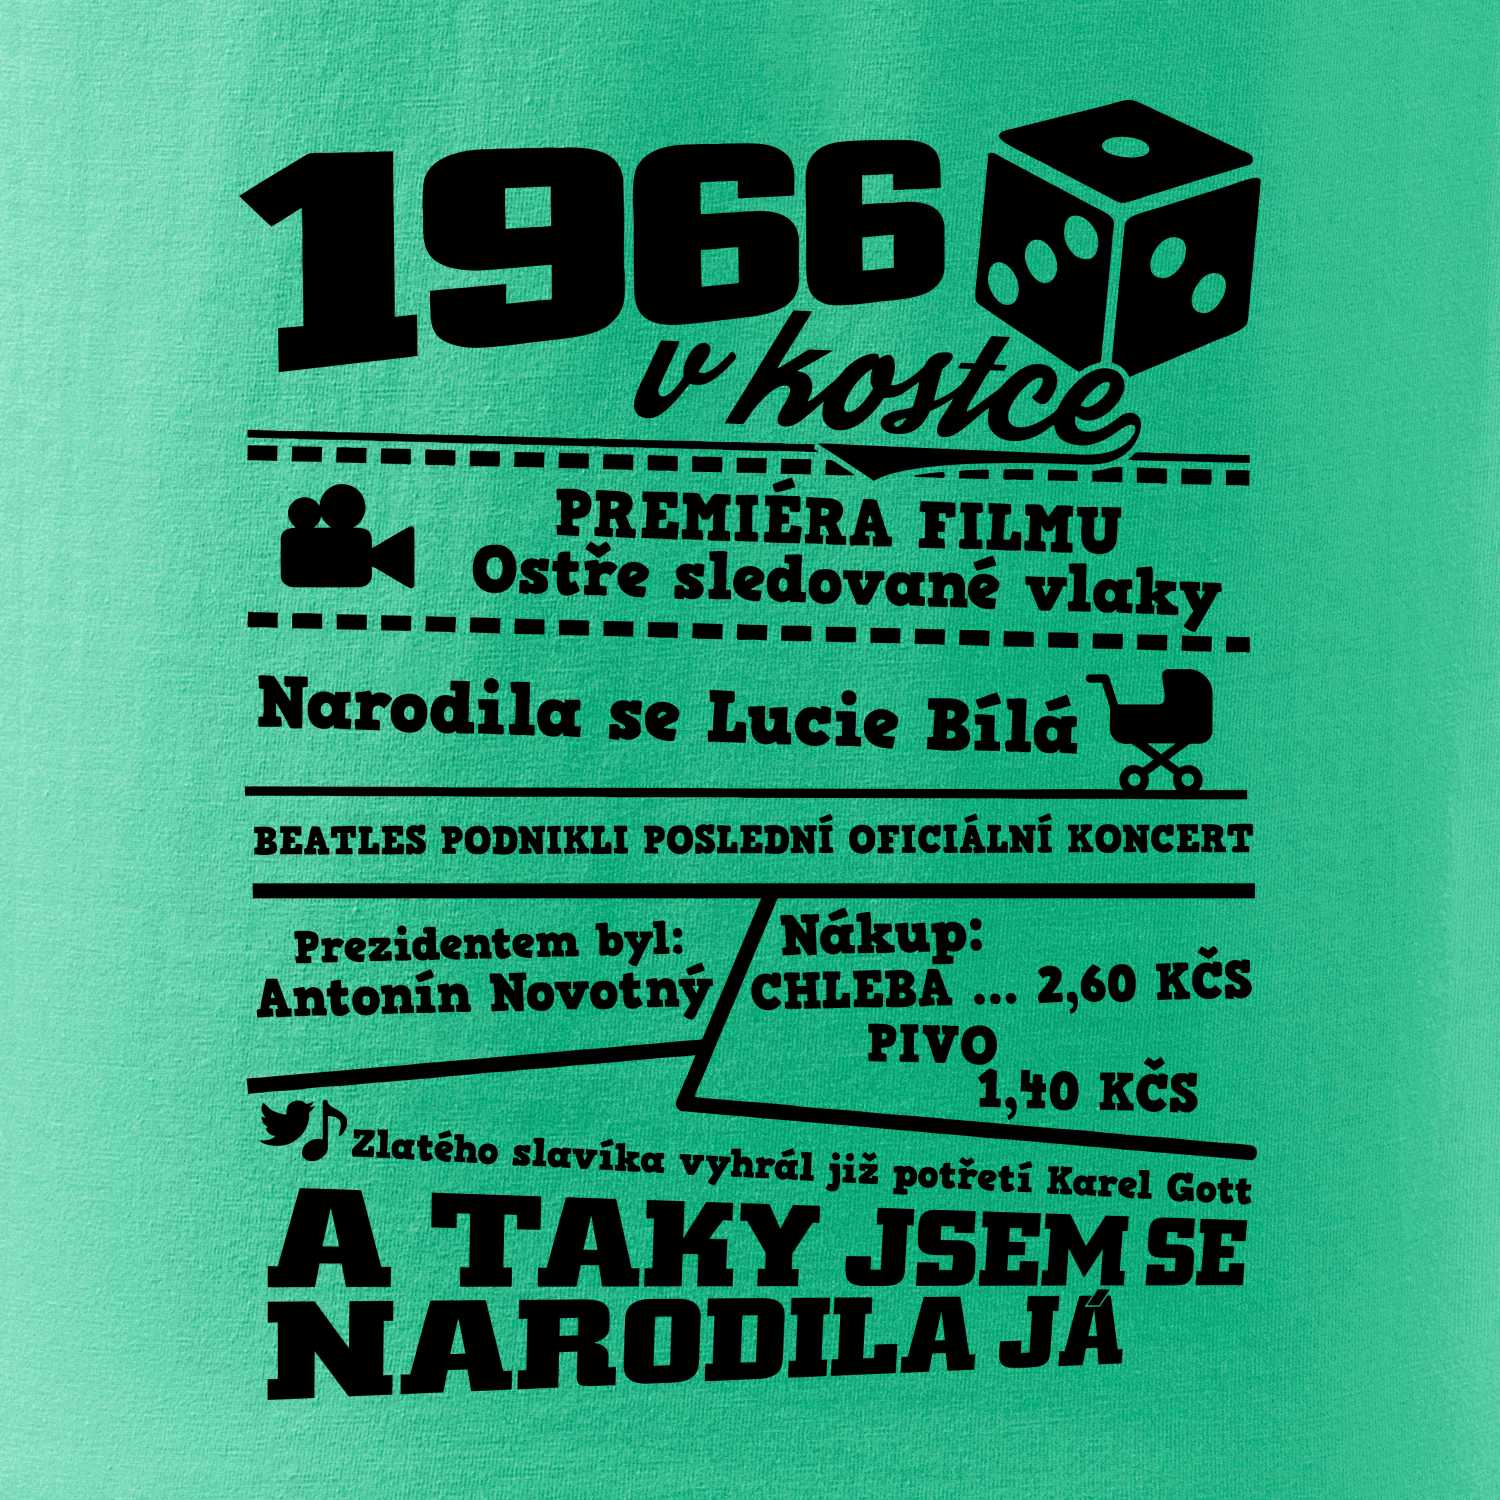 1966
v kostce
PREMIÉRA FILMU
Ostře sledované vlaky
Narodila se Lucie Bílá
BEATLES PODNIKLI POSLEDNÍ OFICIÁLNÍ KONCERT
Prezidentem byl:
Antonín Novotný
Nákup:
CHLEBA ... 2,60 KČS
PIVO
1,40 KČS
Zlatého slavíka vyhrál již potřetí Karel Gott
A TAKY JSEM SE
NARODILA JÁ